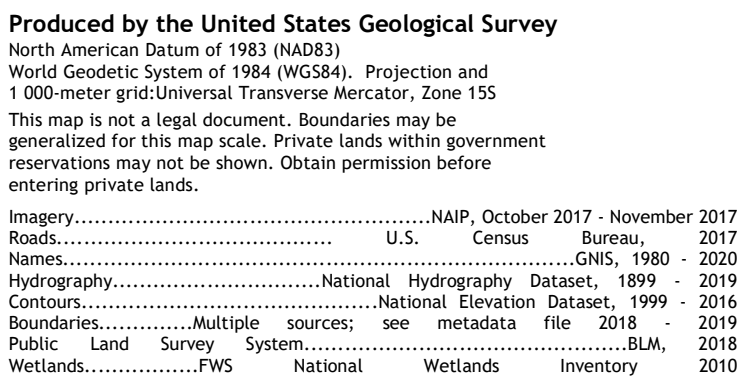 Produced by the United States Geological Survey
North American Datum of 1983 (NAD83)
World Geodetic System of 1984 (WGS84). Projection and
1 000-meter grid:Universal Transverse Mercator, Zone 15S
This map is not a legal document. Boundaries may be
generalized for this map scale. Private lands within government
reservations may not be shown. Obtain permission before
entering private lands.
Imagery.....................................................NAIP, October 2017 - November 2017
Roads......................................... U.S. Census Bureau, 2017
Names............................................................................GNIS, 1980 - 2020
Hydrography...............................National Hydrography Dataset, 1899 - 2019
Contours............................................National Elevation Dataset, 1999 - 2016
Boundaries..............Multiple sources; see metadata file 2018 - 2019
Public Land Survey System................................................BLM, 2018
Wetlands.................FWS National Wetlands Inventory 2010